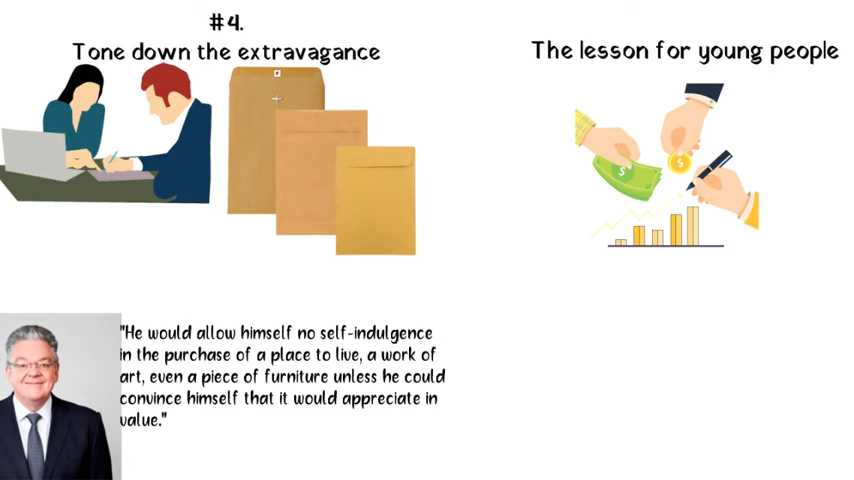 #4.
Tone down the extravagance
The lesson for young people
$
$
"He would allow himself no self-indulgence
in the purchase of a place to live, a work of
art, even a piece of furniture unless he could
convince himself that it would appreciate in
value."